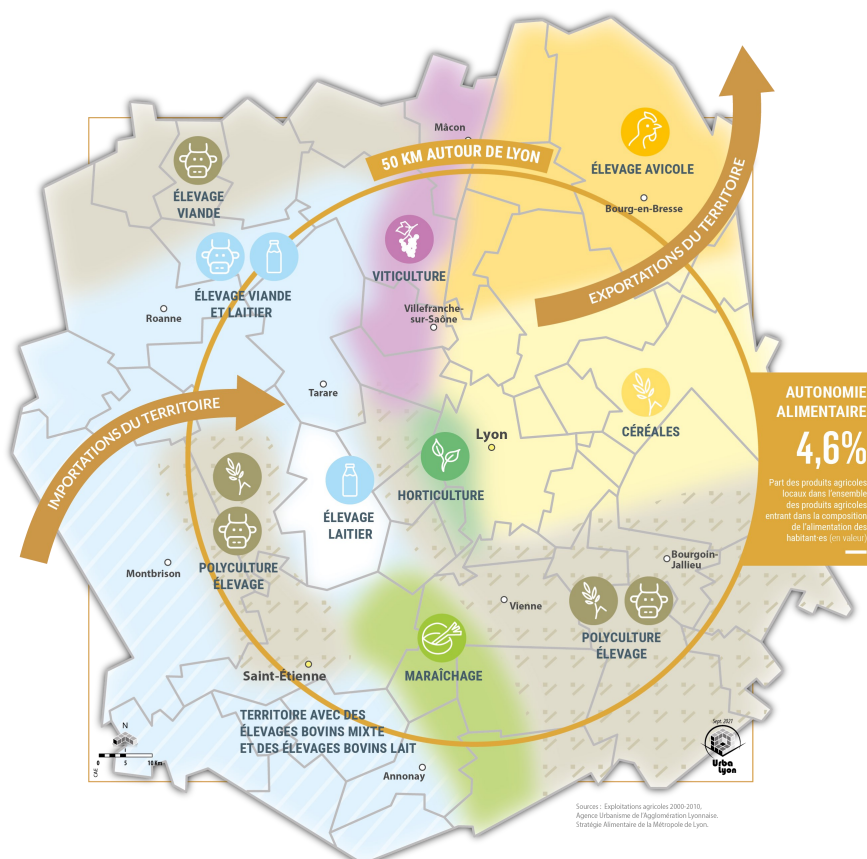 Mâcon
50 KM AUTOUR DE LYON
ÉLEVAGE AVICOLE
Bourg-en-Bresse
ÉLEVAGE
VIANDE
EXPORTATIONS DU TERRITOIRE
VITICULTURE
ÉLEVAGE VIANDE
ET LAITIER
Roanne
Villefranche-
sur-Saône
Tarare
IMPORTATIONS DU TERRITOIRE
AUTONOMIE
ALIMENTAIRE
4,6%
Part des produits agricoles
locaux dans l'ensemble
des produits agricoles
entrant dans la composition
de l'alimentation des
habitant·es (en valeur)
CÉRÉALES
Lyon
HORTICULTURE
ÉLEVAGE
LAITIER
POLYCULTURE
ÉLEVAGE
Montbrison
Bourgoin-
Jallieu
Vienne
POLYCULTURE
ÉLEVAGE
MARAÎCHAGE
Saint-Étienne
TERRITOIRE AVEC DES
ÉLEVAGES BOVINS MIXTE
ET DES ÉLEVAGES BOVINS LAIT
Annonay
N
0 5 10 Km
CAE
Sept. 2021
Urba
Lyon
Sources : Exploitations agricoles 2000-2010.
Agence Urbanisme de l'Agglomération Lyonnaise.
Stratégie Alimentaire de la Métropole de Lyon.